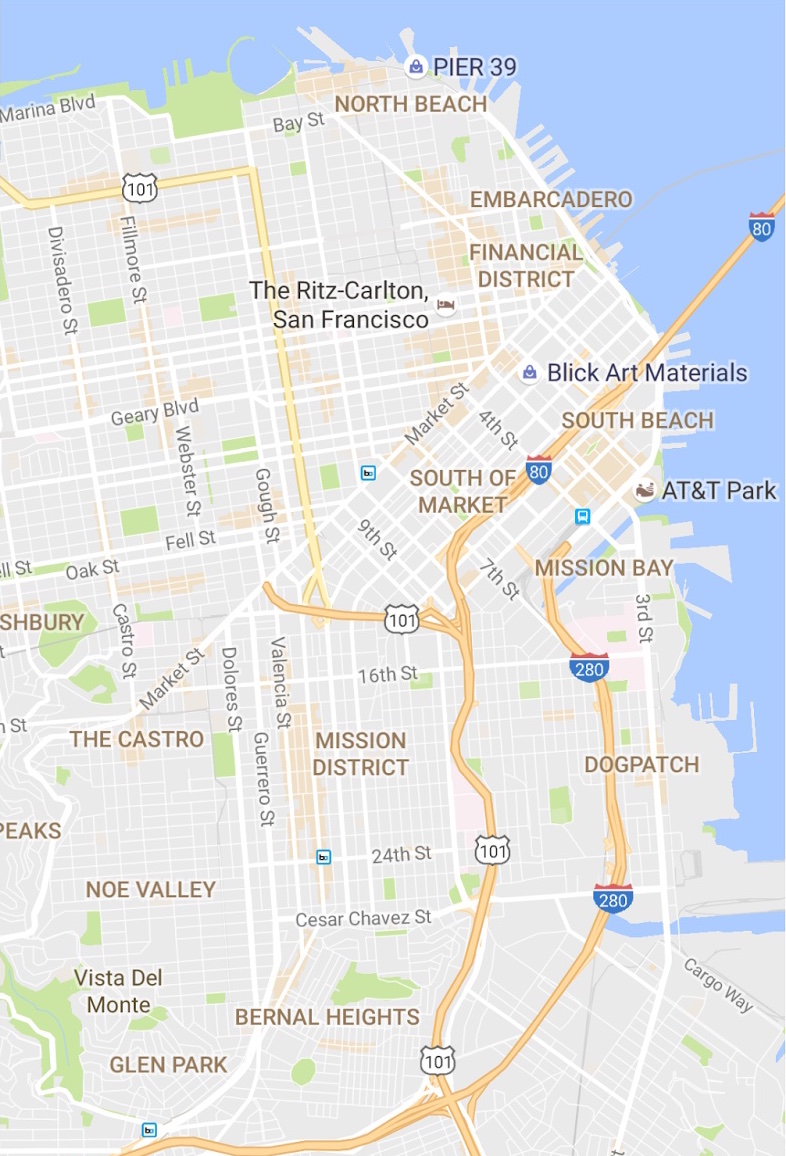 PIER 39
Marina Blvd
NORTH BEACH
Bay St
101
EMBARCADERO
80
Divisadero St
Fillmore St
FINANCIAL
DISTRICT
The Ritz-Carlton,
San Francisco
Blick Art Materials
Geary Blvd
Market St
4th St
SOUTH BEACH
Webster St
Gough St
80
SOUTH OF
MARKET
AT&T Park
Fell St
9th St
ll St
Oak St
7th St
MISSION BAY
SHBURY
Castro St
101
3rd St
t
Market St
Dolores St
Valencia St
16th St
280
n St
THE CASTRO
Guerrero St
MISSION
DISTRICT
DOGPATCH
PEAKS
24th St
101
NOE VALLEY
280
Cesar Chavez St
Vista Del
Monte
Cargo Way
BERNAL HEIGHTS
GLEN PARK
101
t